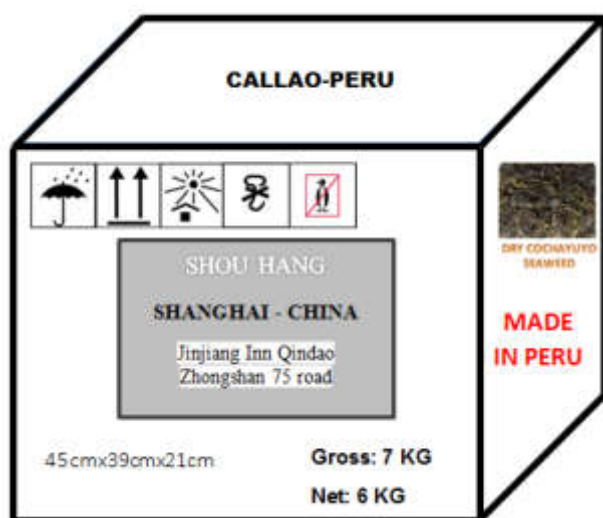 CALLAO-PERU
SHOU HANG
SHANGHAI - CHINA
Jinjiang Inn Qindao
Zhongshan 75 road
45cmx39cmx21cm
Gross: 7 KG
Net: 6 KG
DRY COCHAYUYO
SEAWEED
MADE
IN PERU